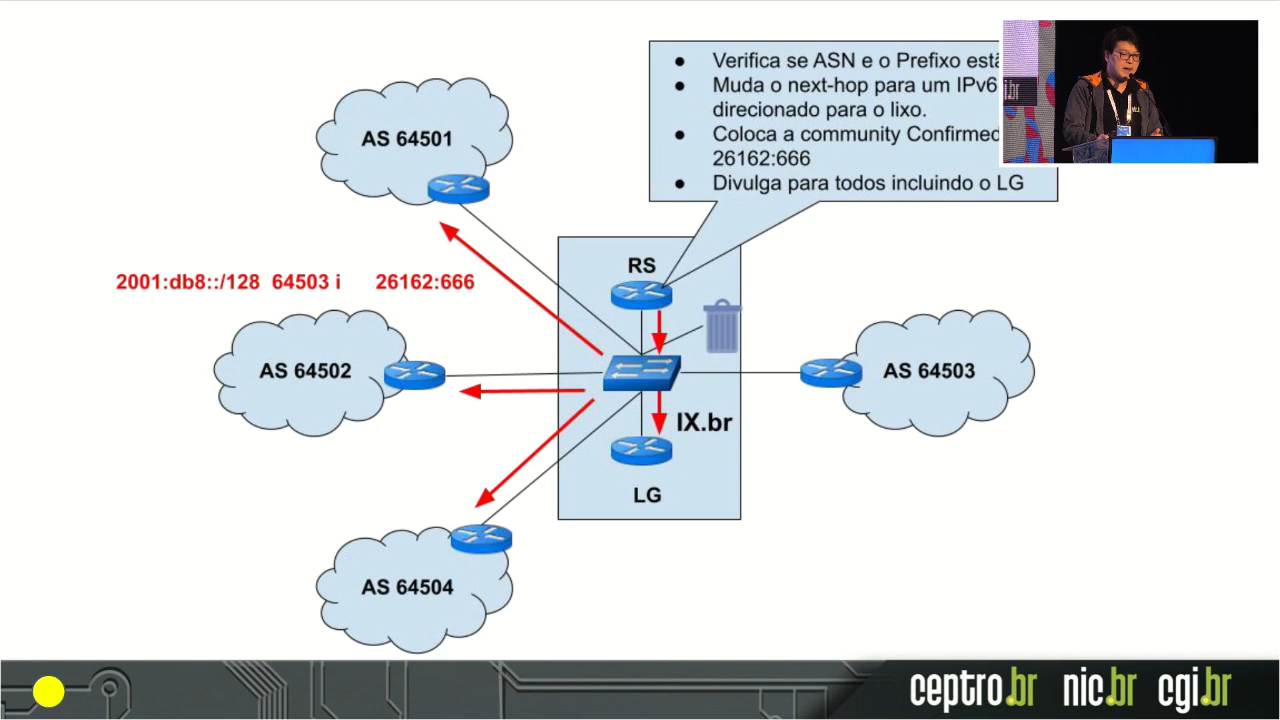 ● Verifica se ASN e o Prefixo está
● Muda o next-hop para um IPv6
direcionado para o lixo.
● Coloca a community Confirmed
26162:666
● Divulga para todos incluindo o LG
AS 64501
RS
2001:db8::/128 64503 i 26162:666
AS 64502
AS 64503
IX.br
LG
AS 64504
ceptro.br nic.br cgi.br